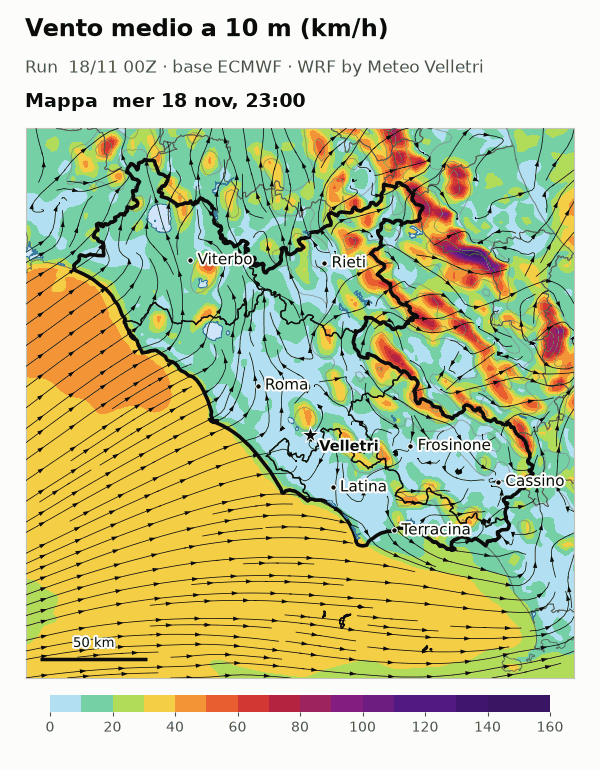 Vento medio a 10 m (km/h)
Run 18/11 00Z · base ECMWF · WRF by Meteo Velletri
Mappa mer 18 nov, 23:00
Viterbo
Rieti
Roma
Velletri
Frosinone
Latina
Cassino
Terracina
50 km
0 20 40 60 80 100 120 140 160